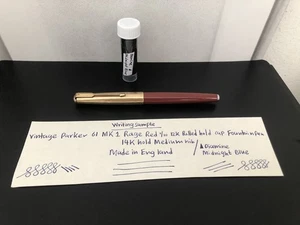 Writing Sample
Vintage Parker 61 MK 1 Rage Red 1/10 12K Rolled Gold Cap Fountain Pen
14K Gold Medium nib / Diamine
Made in England Midnight Blue